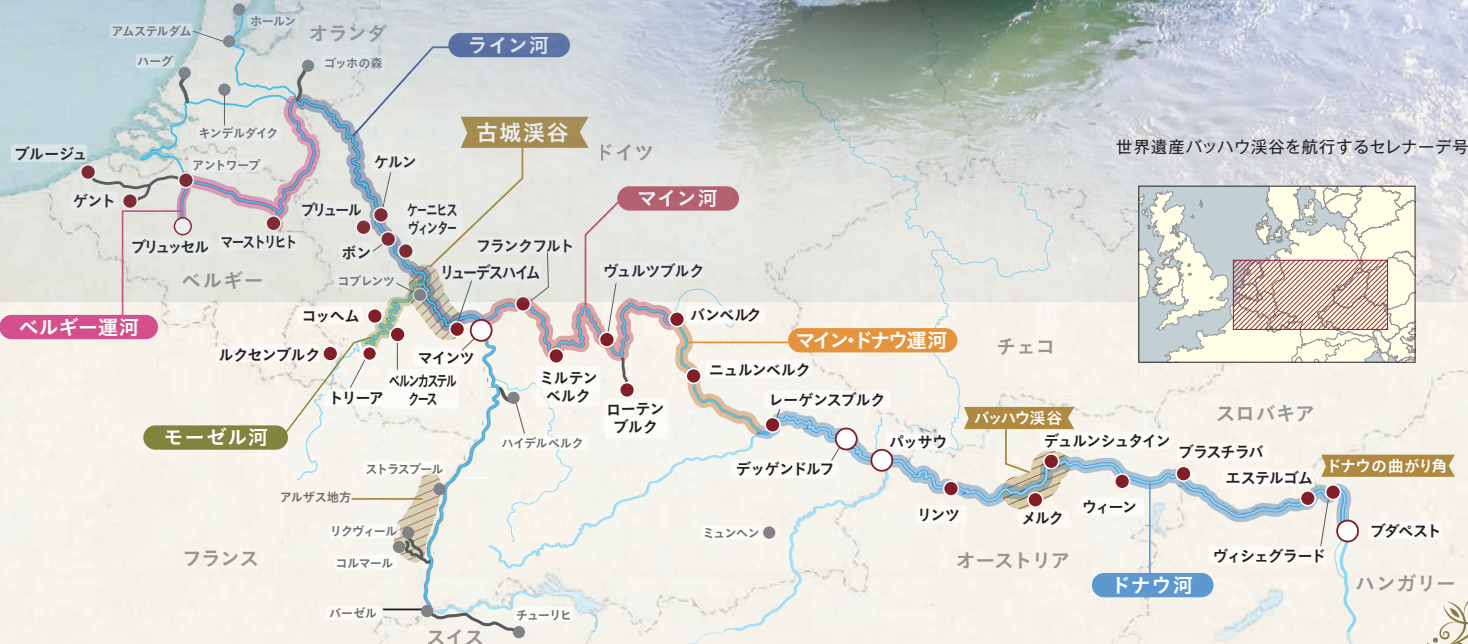 ホールン
アムステルダム
オランダ
ライン河
ハーグ
ゴッホの森
キンデルダイク
古城渓谷
ドイツ
世界遺産バッハウ渓谷を航行するセレナーデ号
ブルージュ
アントワープ
ケルン
ゲント
マイン河
ブリュール
ケーニヒス
ヴィンター
ブリュッセル
マーストリヒト
ボン
フランクフルト
ベルギー
コブレンツ
リューデスハイム
ヴュルツブルク
ベルギー運河
コッヘム
バンベルク
マイン・ドナウ運河
チェコ
ルクセンブルク
マインツ
ニュルンベルク
トリーア
ベルンカステル
クース
ミルテン
ベルク
ローテン
ブルク
レーゲンスブルク
モーゼル河
ハイデルベルク
バッハウ渓谷
スロバキア
パッサウ
デュルンシュタイン
ブラスチラバ
ストラスブール
デッゲンドルフ
エステルゴム
ドナウの曲がり角
アルザス地方
リンツ
メルク
ウィーン
リクヴィール
ミュンヘン
ブダペスト
フランス
コルマール
オーストリア
ヴィシェグラード
ドナウ河
ハンガリー
バーゼル
チューリヒ
スイス